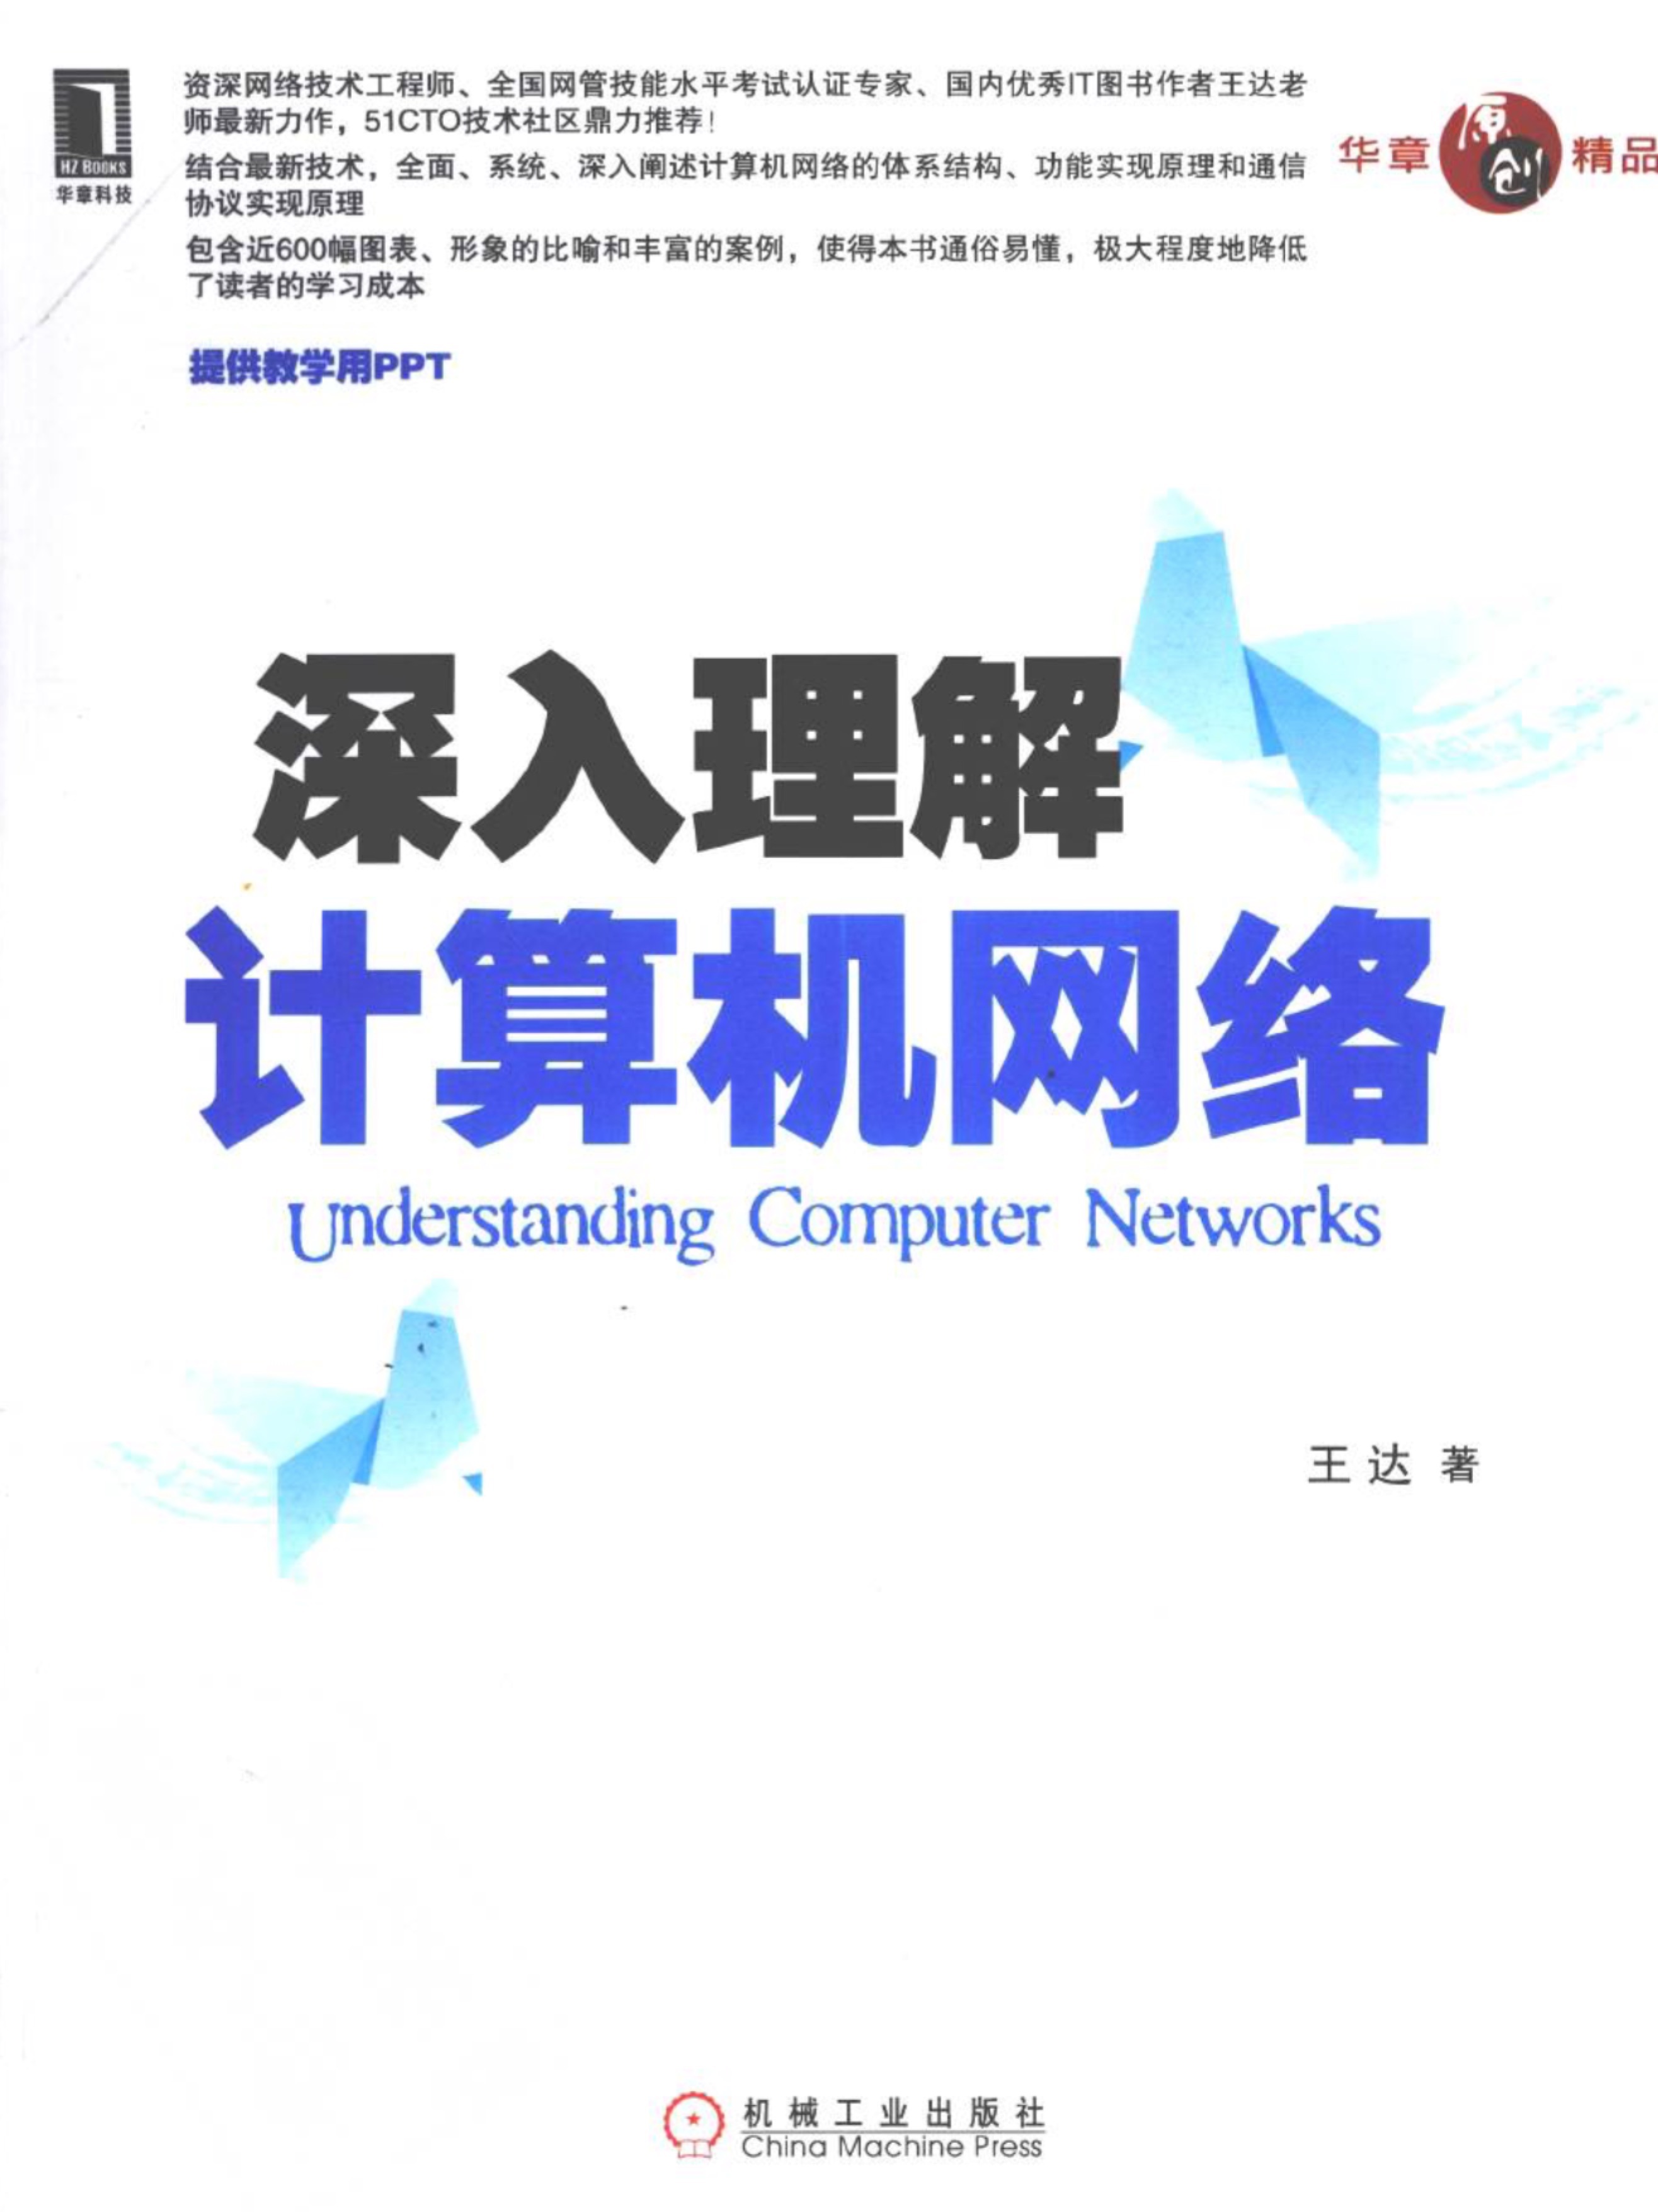 HZ BOOKS
华章科技
资深网络技术工程师、全国网管技能水平考试认证专家、国内优秀IT图书作者王达老
师最新力作，51CTO技术社区鼎力推荐！
结合最新技术，全面、系统、深入阐述计算机网络的体系结构、功能实现原理和通信
协议实现原理
包含近600幅图表、形象的比喻和丰富的案例，使得本书通俗易懂，极大程度地降低
了读者的学习成本
华章原创精品
提供教学用PPT
深入理解
计算机网络
Understanding Computer Networks
王达 著
机械工业出版社
China Machine Press